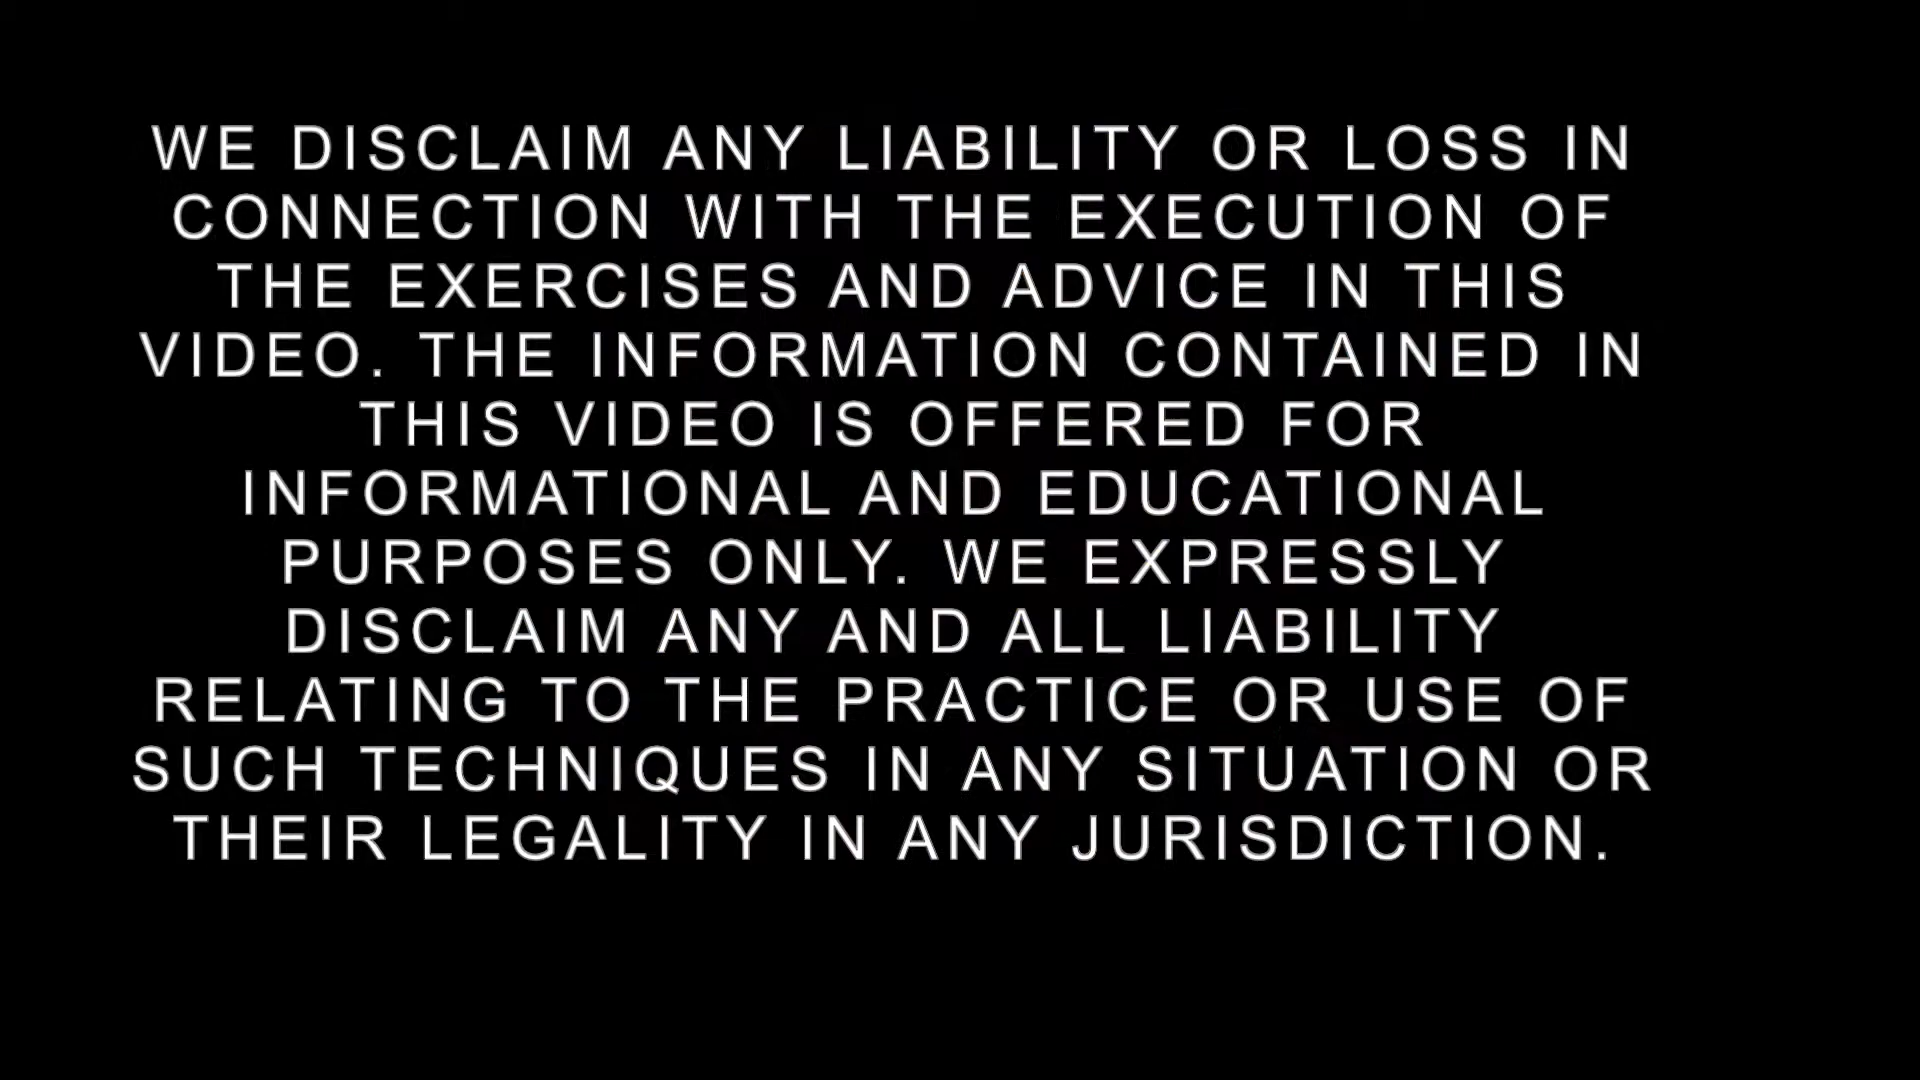 WE DISCLAIM ANY LIABILITY OR LOSS IN
CONNECTION WITH THE EXECUTION OF
THE EXERCISES AND ADVICE IN THIS
VIDEO. THE INFORMATION CONTAINED IN
THIS VIDEO IS OFFERED FOR
INFORMATIONAL AND EDUCATIONAL
PURPOSES ONLY. WE EXPRESSLY
DISCLAIM ANY AND ALL LIABILITY
RELATING TO THE PRACTICE OR USE OF
SUCH TECHNIQUES IN ANY SITUATION OR
THEIR LEGALITY IN ANY JURISDICTION.